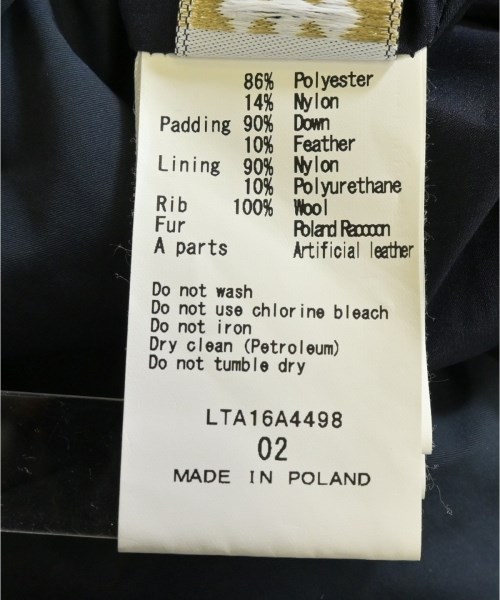 86% Polyester
14% Nylon
Padding 90% Down
10% Feather
Lining 90% Nylon
10% Polyurethane
Rib 100% Wool
Fur Poland Racooon
A parts Artificial leather
Do not wash
Do not use chlorine bleach
Do not iron
Dry clean (Petroleum)
Do not tumble dry
LTA16A4498
02
MADE IN POLAND